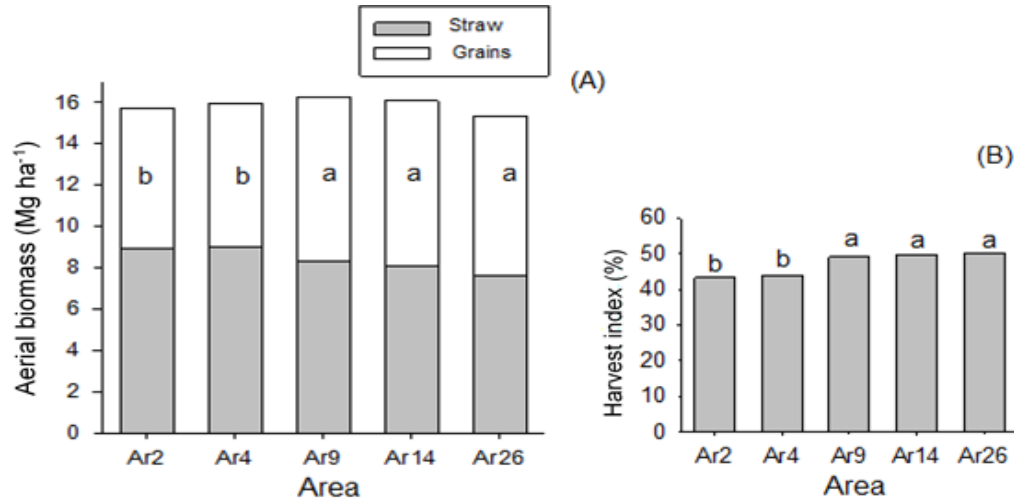 Straw
Grains
(A)
Aerial biomass (Mg ha⁻¹)
16
14
12
10
8
6
4
2
0
b b a a a
Ar2 Ar4 Ar9 Ar14 Ar26
Area
(B)
Harvest index (%)
60
50
40
30
20
10
0
b b a a a
Ar2 Ar4 Ar9 Ar14 Ar26
Area